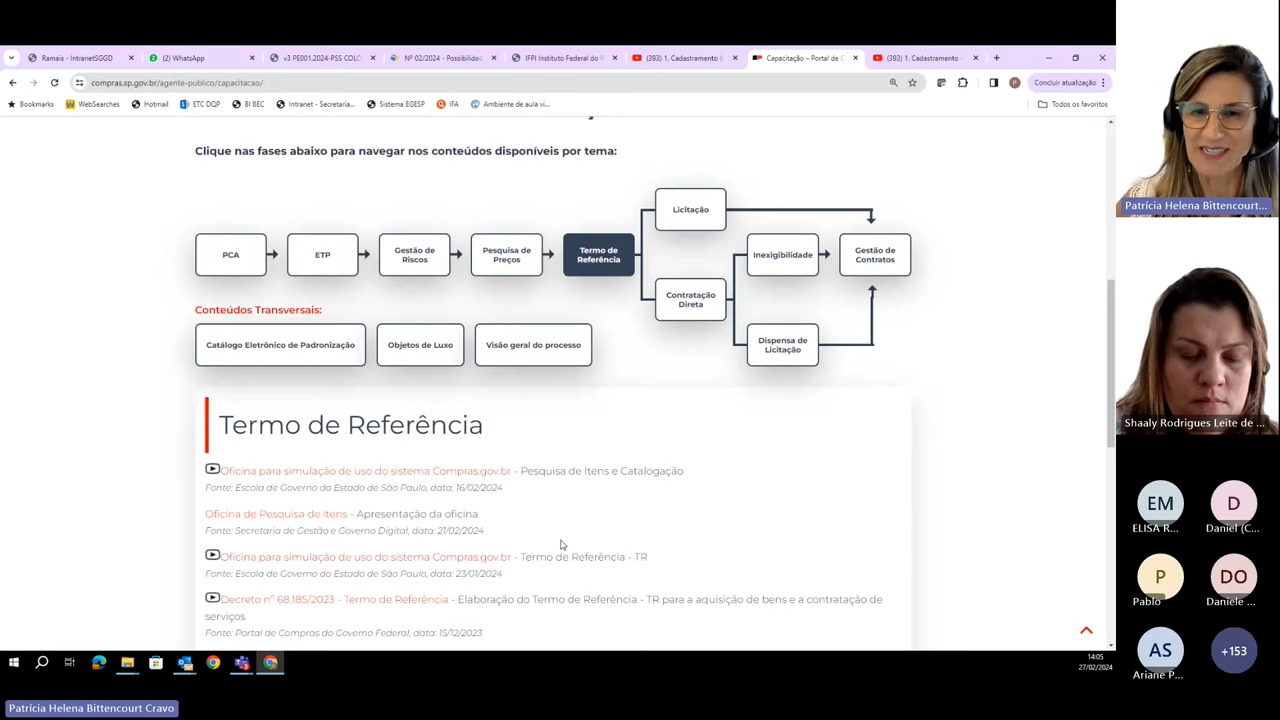 Ramais - IntranetSGGD
(2) WhatsApp
v3 PE001.2024-PSS COLO
Nº 02/2024 - Possibilidad
IFPI Instituto Federal do P
(393) 1. Cadastramento (
Capacitação – Portal de C
(393) 1. Cadastramento -
compras.sp.gov.br/agente-publico/capacitacao/
Concluir atualização
Bookmarks
WebSearches
Hotmail
ETC DQP
BI BEC
Intranet - Secretaria...
Sistema EGESP
IFA
Ambiente de aula vi...
Todos os favoritos
Clique nas fases abaixo para navegar nos conteúdos disponíveis por tema:
Licitação
PCA
ETP
Gestão de
Riscos
Pesquisa de
Preços
Termo de
Referência
Inexigibilidade
Gestão de
Contratos
Contratação
Direta
Conteúdos Transversais:
Catálogo Eletrônico de Padronização
Objetos de Luxo
Visão geral do processo
Dispensa de
Licitação
Termo de Referência
Oficina para simulação de uso do sistema Compras.gov.br - Pesquisa de Itens e Catalogação
Fonte: Escola de Governo do Estado de São Paulo, data: 16/02/2024
Oficina de Pesquisa de itens - Apresentação da oficina
Fonte: Secretaria de Gestão e Governo Digital, data: 21/02/2024
Oficina para simulação de uso do sistema Compras.gov.br - Termo de Referência - TR
Fonte: Escola de Governo do Estado de São Paulo, data: 23/01/2024
Decreto nº 68.185/2023 - Termo de Referência - Elaboração do Termo de Referência - TR para a aquisição de bens e a contratação de
serviços
Fonte: Portal de Compras do Governo Federal, data: 15/12/2023
14:05
27/02/2024
Patrícia Helena Bittencourt Cravo
Patrícia Helena Bittencourt...
Shaaly Rodrigues Leite de ...
EM
ELISA R...
D
Daniel (C...
P
Pablo
DO
Daniele ...
AS
Ariane P...
+153